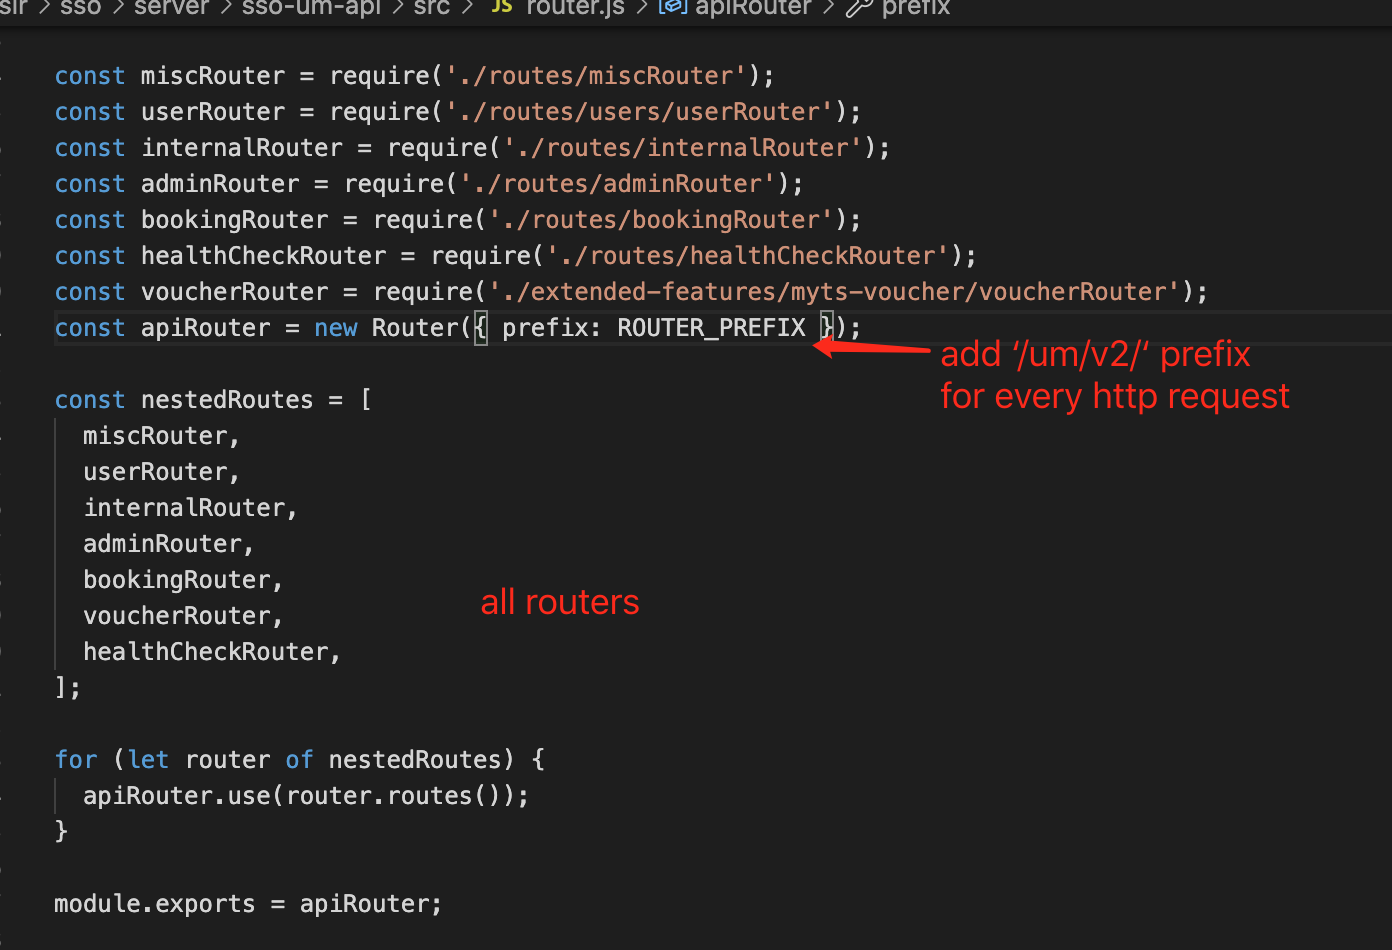 sir > sso > server > sso-um-api > src > JS router.js > apiRouter > prefix
const miscRouter = require('./routes/miscRouter');
const userRouter = require('./routes/users/userRouter');
const internalRouter = require('./routes/internalRouter');
const adminRouter = require('./routes/adminRouter');
const bookingRouter = require('./routes/bookingRouter');
const healthCheckRouter = require('./routes/healthCheckRouter');
const voucherRouter = require('./extended-features/myts-voucher/voucherRouter');
const apiRouter = new Router({ prefix: ROUTER_PREFIX });
add ‘/um/v2/‘ prefix
for every http request
const nestedRoutes = [
miscRouter,
userRouter,
internalRouter,
adminRouter,
bookingRouter,
all routers
voucherRouter,
healthCheckRouter,
];
for (let router of nestedRoutes) {
apiRouter.use(router.routes());
}
module.exports = apiRouter;